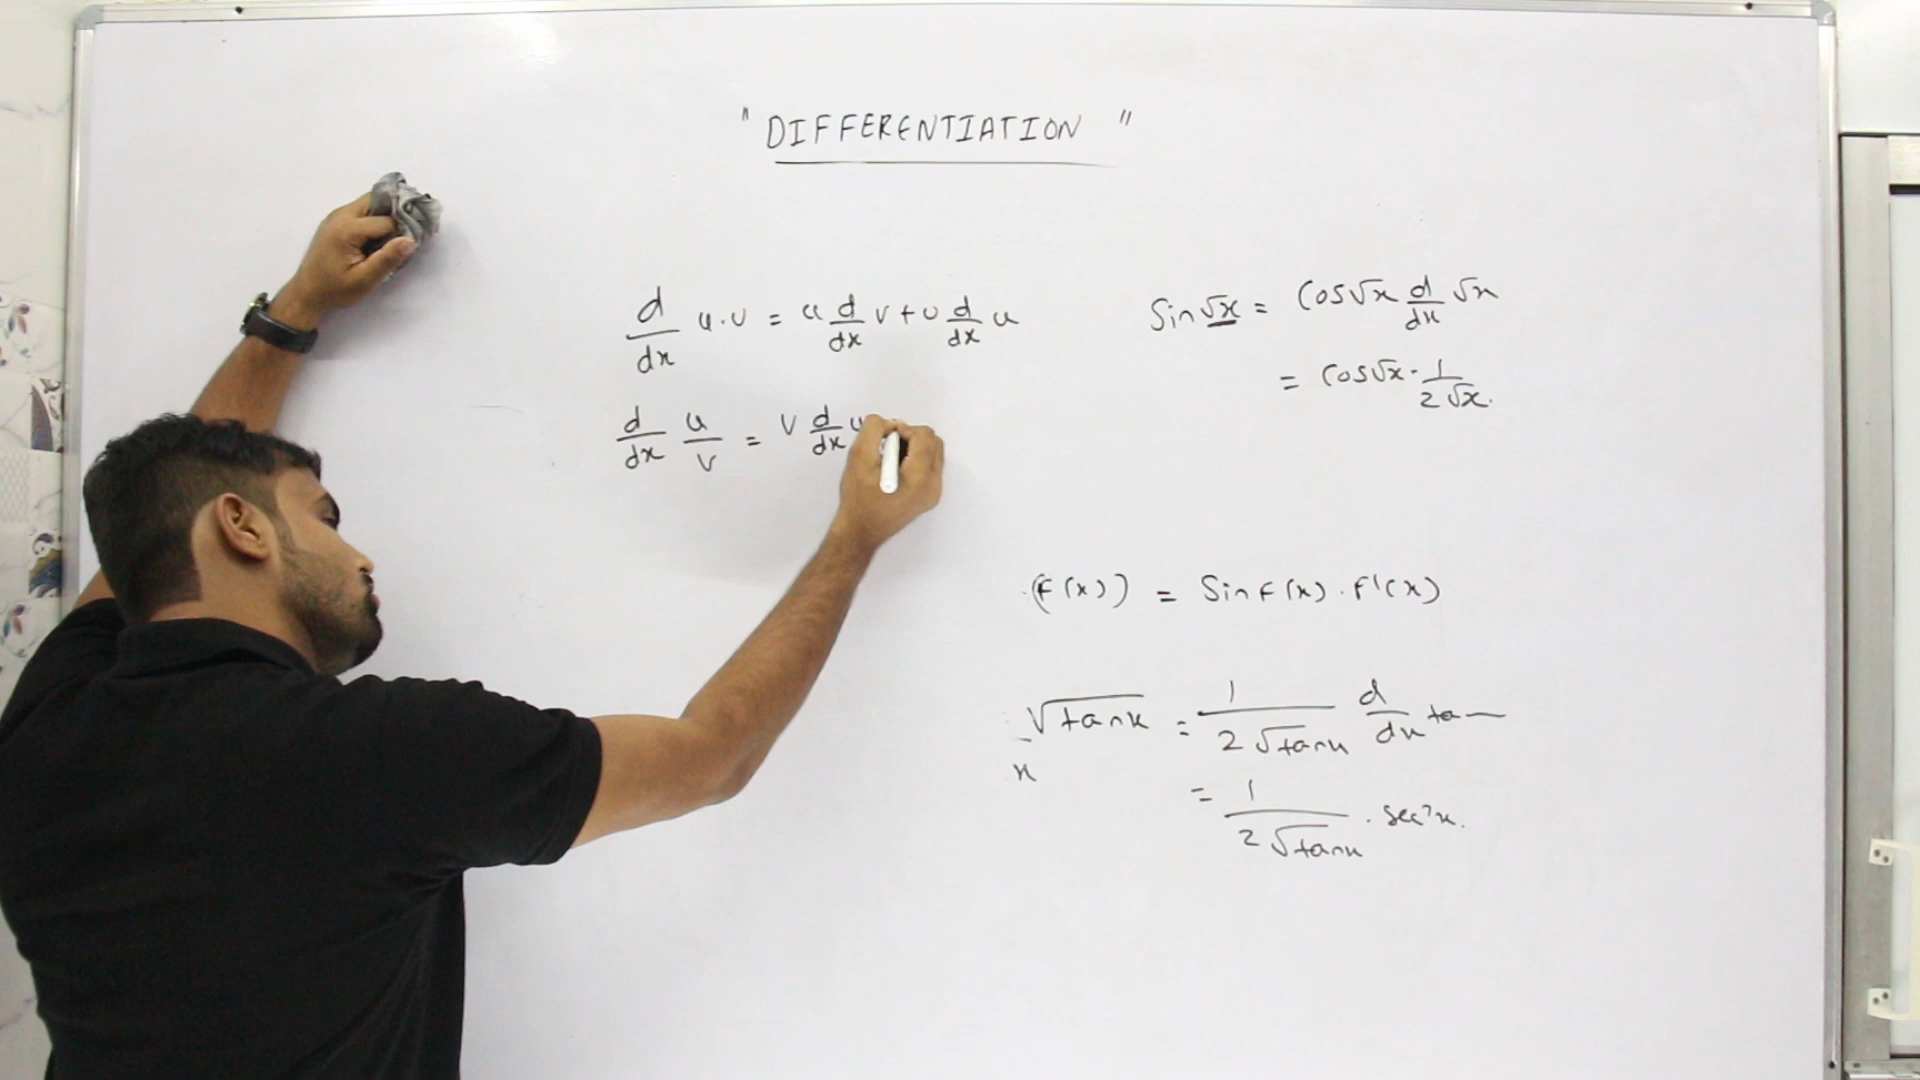 " DIFFERENTIATION "
d/dx u.v = u d/dx v + v d/dx u
d/dx u/v = v d/dx u
Sin√x = Cos√x d/dx √x
= Cos√x · 1/2√x.
(F(x)) = Sin F(x) . F'(x)
√tanx = 1/2√tanx d/dx ta—
x
= 1/2√tanx . sec²x.